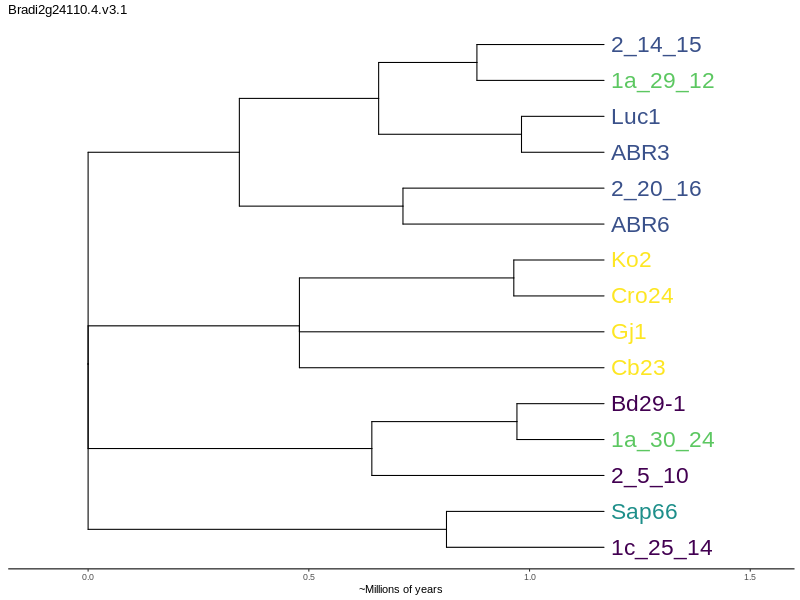 Bradi2g24110.4.v3.1
2_14_15
1a_29_12
Luc1
ABR3
2_20_16
ABR6
Ko2
Cro24
Gj1
Cb23
Bd29-1
1a_30_24
2_5_10
Sap66
1c_25_14
0.0 0.5 1.0 1.5
~Millions of years